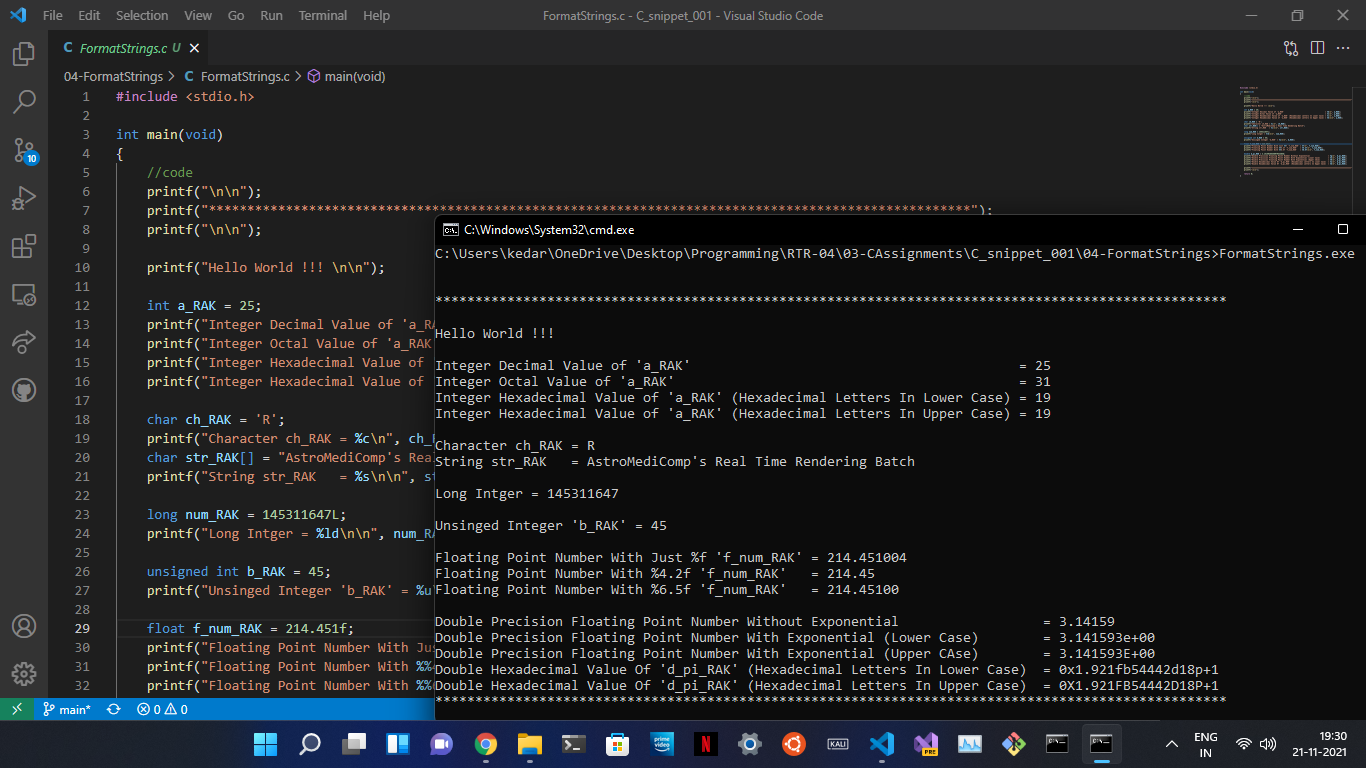 File Edit Selection View Go Run Terminal Help FormatStrings.c - C_snippet_001 - Visual Studio Code
C FormatStrings.c U
04-FormatStrings > C FormatStrings.c > main(void)
1 #include <stdio.h>
2
3 int main(void)
4 {
5 //code
6 printf("\n\n");
7 printf("***************************************************************************************************");
8 printf("\n\n");
9
10 printf("Hello World !!! \n\n");
11
12 int a_RAK = 25;
13 printf("Integer Decimal Value of 'a_RA
14 printf("Integer Octal Value of 'a_RAK
15 printf("Integer Hexadecimal Value of
16 printf("Integer Hexadecimal Value of
17
18 char ch_RAK = 'R';
19 printf("Character ch_RAK = %c\n", ch_
20 char str_RAK[] = "AstroMediComp's Rea
21 printf("String str_RAK   = %s\n\n", st
22
23 long num_RAK = 145311647L;
24 printf("Long Intger = %ld\n\n", num_RA
25
26 unsigned int b_RAK = 45;
27 printf("Unsinged Integer 'b_RAK' = %u
28
29 float f_num_RAK = 214.451f;
30 printf("Floating Point Number With Jus
31 printf("Floating Point Number With %%
32 printf("Floating Point Number With %%
10
main* 0 0
C:\Windows\System32\cmd.exe
C:\Users\kedar\OneDrive\Desktop\Programming\RTR-04\03-CAssignments\C_snippet_001\04-FormatStrings>FormatStrings.exe
***************************************************************************************************
Hello World !!!
Integer Decimal Value of 'a_RAK' = 25
Integer Octal Value of 'a_RAK' = 31
Integer Hexadecimal Value of 'a_RAK' (Hexadecimal Letters In Lower Case) = 19
Integer Hexadecimal Value of 'a_RAK' (Hexadecimal Letters In Upper Case) = 19
Character ch_RAK = R
String str_RAK   = AstroMediComp's Real Time Rendering Batch
Long Intger = 145311647
Unsinged Integer 'b_RAK' = 45
Floating Point Number With Just %f 'f_num_RAK' = 214.451004
Floating Point Number With %4.2f 'f_num_RAK'   = 214.45
Floating Point Number With %6.5f 'f_num_RAK'   = 214.45100
Double Precision Floating Point Number Without Exponential = 3.14159
Double Precision Floating Point Number With Exponential (Lower Case) = 3.141593e+00
Double Precision Floating Point Number With Exponential (Upper CAse) = 3.141593E+00
Double Hexadecimal Value Of 'd_pi_RAK' (Hexadecimal Letters In Lower Case)  = 0x1.921fb54442d18p+1
Double Hexadecimal Value Of 'd_pi_RAK' (Hexadecimal Letters In Upper Case)  = 0X1.921FB54442D18P+1
***************************************************************************************************
prime video N KALI PRE
ENG
IN
19:30
21-11-2021